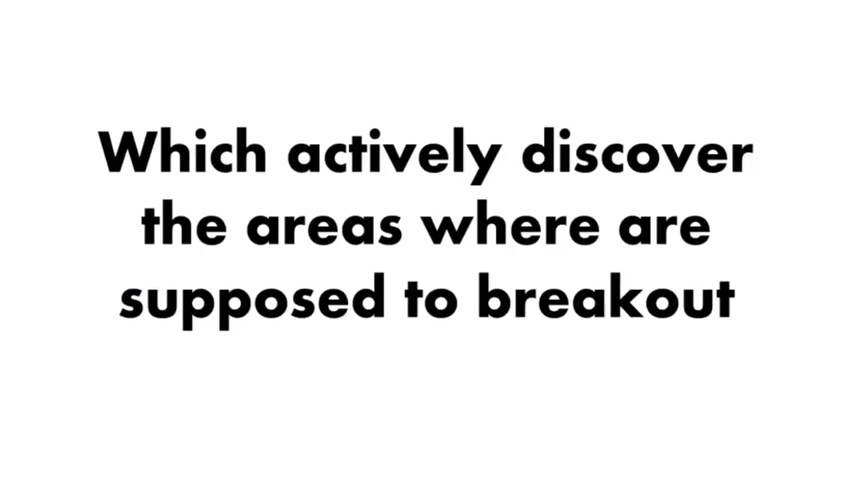 Which actively discover
the areas where are
supposed to breakout